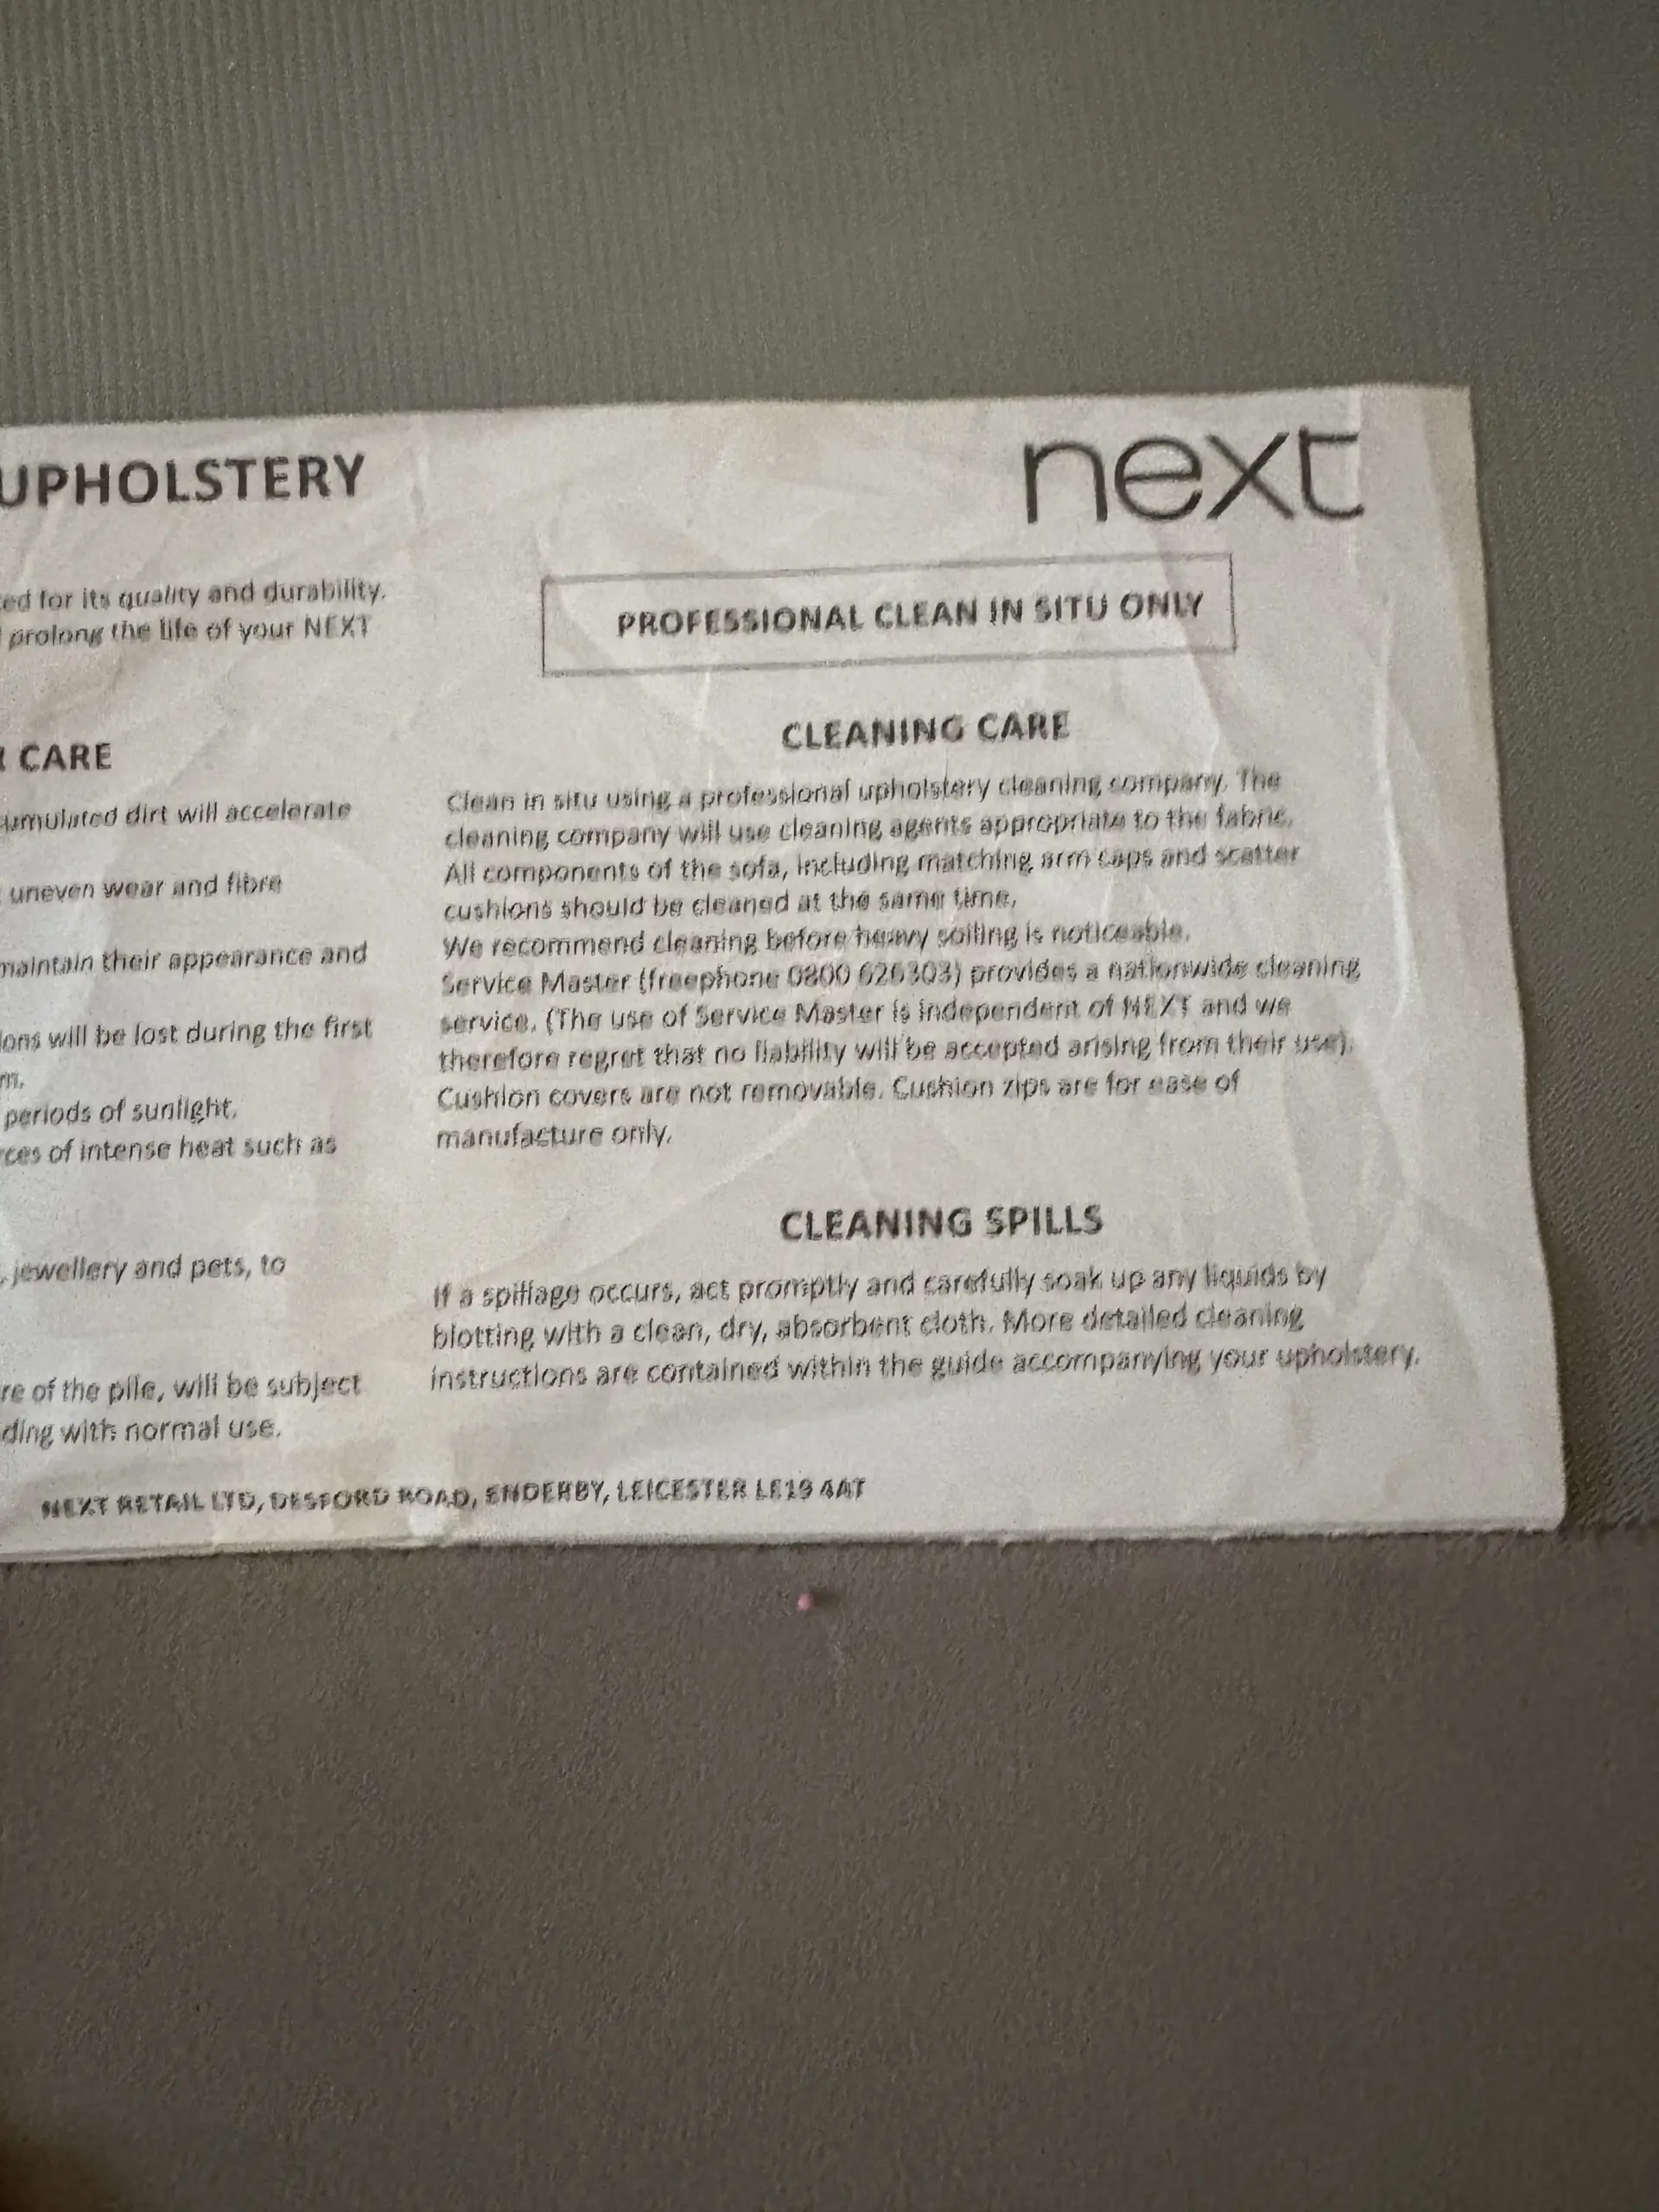 next
UPHOLSTERY
PROFESSIONAL CLEAN IN SITU ONLY
ed for its quality and durability.
prolong the life of your NEXT
CARE
umulated dirt will accelerate
uneven wear and fibre
maintain their appearance and
ons will be lost during the first
m.
periods of sunlight.
rces of intense heat such as
, jewellery and pets, to
re of the pile, will be subject
ding with normal use.
CLEANING CARE
Clean in situ using a professional upholstery cleaning company. The
cleaning company will use cleaning agents appropriate to the fabric.
All components of the sofa, including matching arm caps and scatter
cushions should be cleaned at the same time.
We recommend cleaning before heavy soiling is noticeable.
Service Master (freephone 0800 626303) provides a nationwide cleaning
service. (The use of Service Master is independent of NEXT and we
therefore regret that no liability will be accepted arising from their use).
Cushion covers are not removable. Cushion zips are for ease of
manufacture only.
CLEANING SPILLS
If a spillage occurs, act promptly and carefully soak up any liquids by
blotting with a clean, dry, absorbent cloth. More detailed cleaning
instructions are contained within the guide accompanying your upholstery.
NEXT RETAIL LTD, DESFORD ROAD, ENDERBY, LEICESTER LE19 4AT